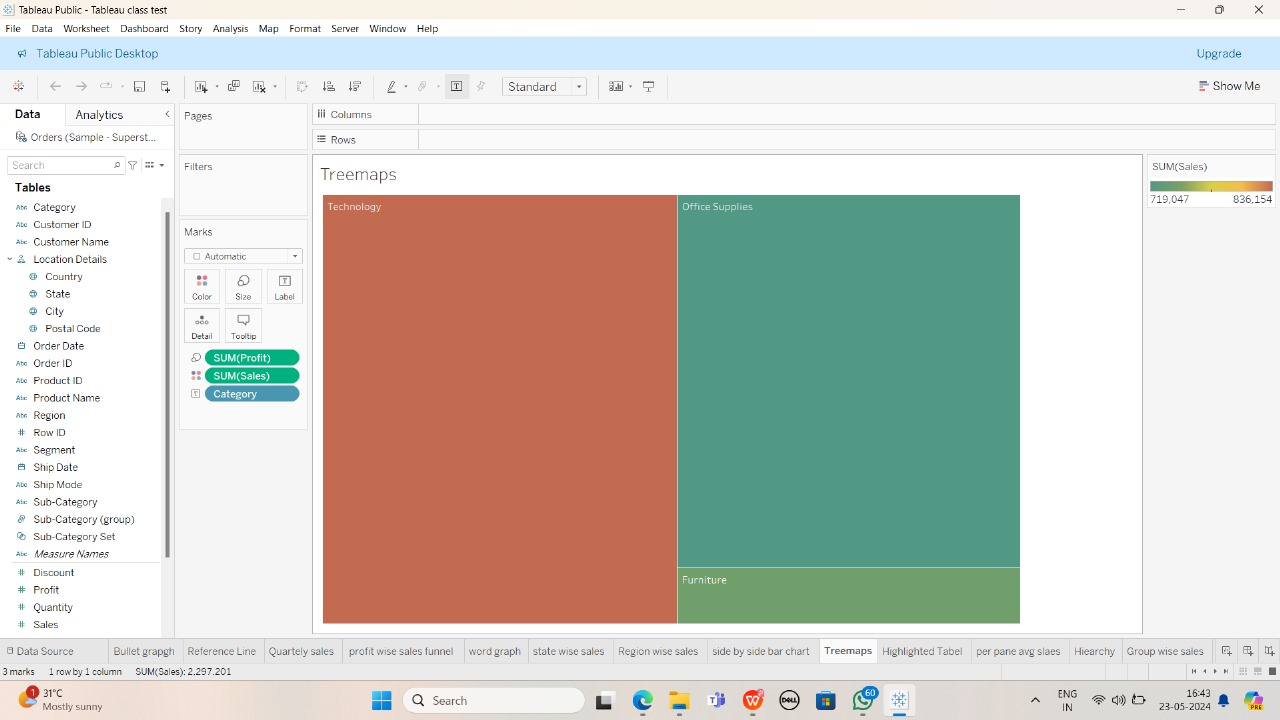 Tableau Public - Tableau class test
File Data Worksheet Dashboard Story Analysis Map Format Server Window Help
Tableau Public Desktop Upgrade
Standard Show Me
Data Analytics
Orders (Sample - Superst...
Search
Tables
Category
Customer ID
Customer Name
Location Details
Country
State
City
Postal Code
Order Date
Order ID
Product ID
Product Name
Region
Row ID
Segment
Ship Date
Ship Mode
Sub-Category
Sub-Category (group)
Sub-Category Set
Measure Names
Discount
Profit
Quantity
Sales
Pages
Filters
Marks
Automatic
Color Size Label
Detail Tooltip
SUM(Profit)
SUM(Sales)
Category
Columns
Rows
Treemaps
Technology
Office Supplies
Furniture
SUM(Sales)
719,047 836,154
Data Source Bullet grapgh Reference Line Quartely sales profit wise sales funnel word graph state wise sales Region wise sales side by side bar chart Treemaps Highlighted Tabel per pane avg slaes Hiearchy Group wise sales
3 marks 1 row by 1 column SUM(Sales): 2,297,201
1 31°C
Mostly sunny
Search
DELL
60
ENG
IN
16:43
23-05-2024
PRE